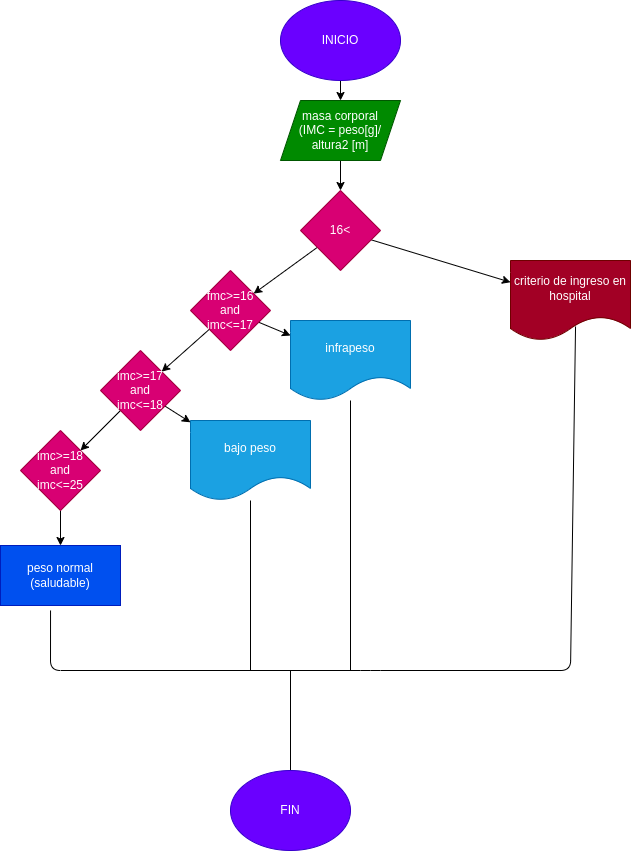 INICIO
masa corporal
(IMC = peso[g]/
altura2 [m]
16<
criterio de ingreso en
hospital
imc>=16
and
imc<=17
infrapeso
imc>=17
and
imc<=18
bajo peso
imc>=18
and
imc<=25
peso normal
(saludable)
FIN